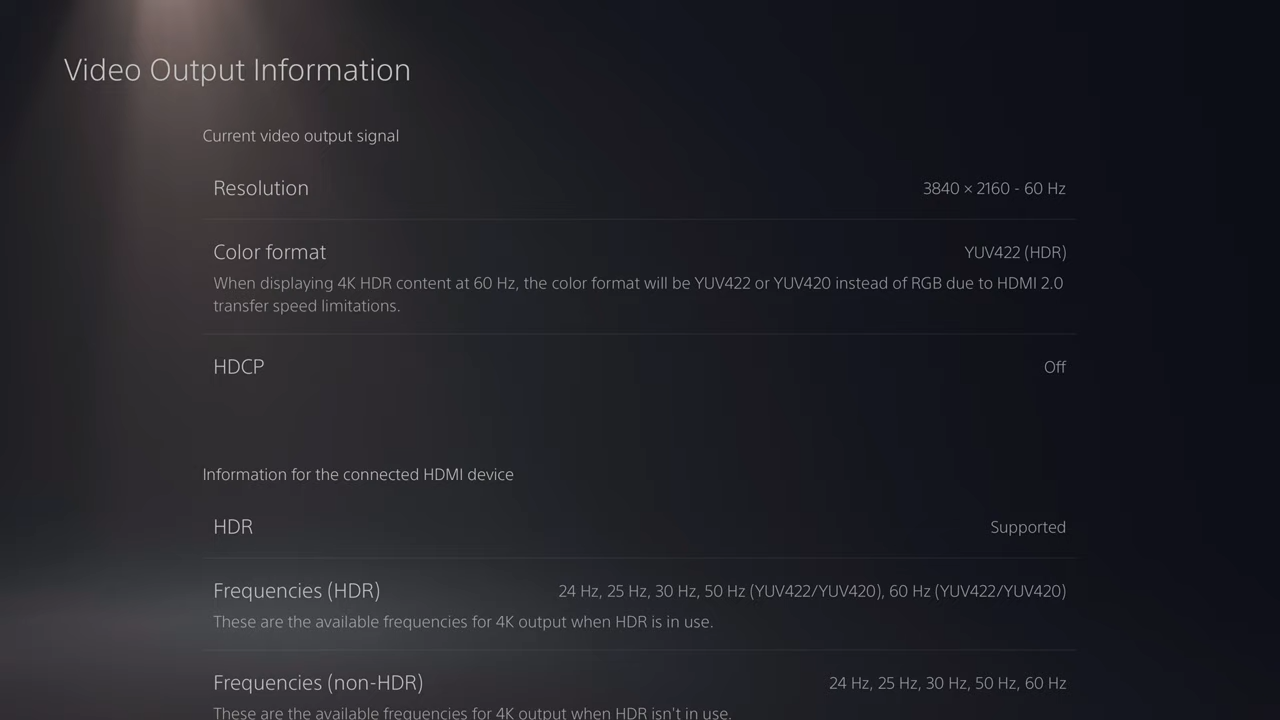 Video Output Information
Current video output signal
Resolution 3840 × 2160 - 60 Hz
Color format YUV422 (HDR)
When displaying 4K HDR content at 60 Hz, the color format will be YUV422 or YUV420 instead of RGB due to HDMI 2.0
transfer speed limitations.
HDCP Off
Information for the connected HDMI device
HDR Supported
Frequencies (HDR) 24 Hz, 25 Hz, 30 Hz, 50 Hz (YUV422/YUV420), 60 Hz (YUV422/YUV420)
These are the available frequencies for 4K output when HDR is in use.
Frequencies (non-HDR) 24 Hz, 25 Hz, 30 Hz, 50 Hz, 60 Hz
These are the available frequencies for 4K output when HDR isn't in use.